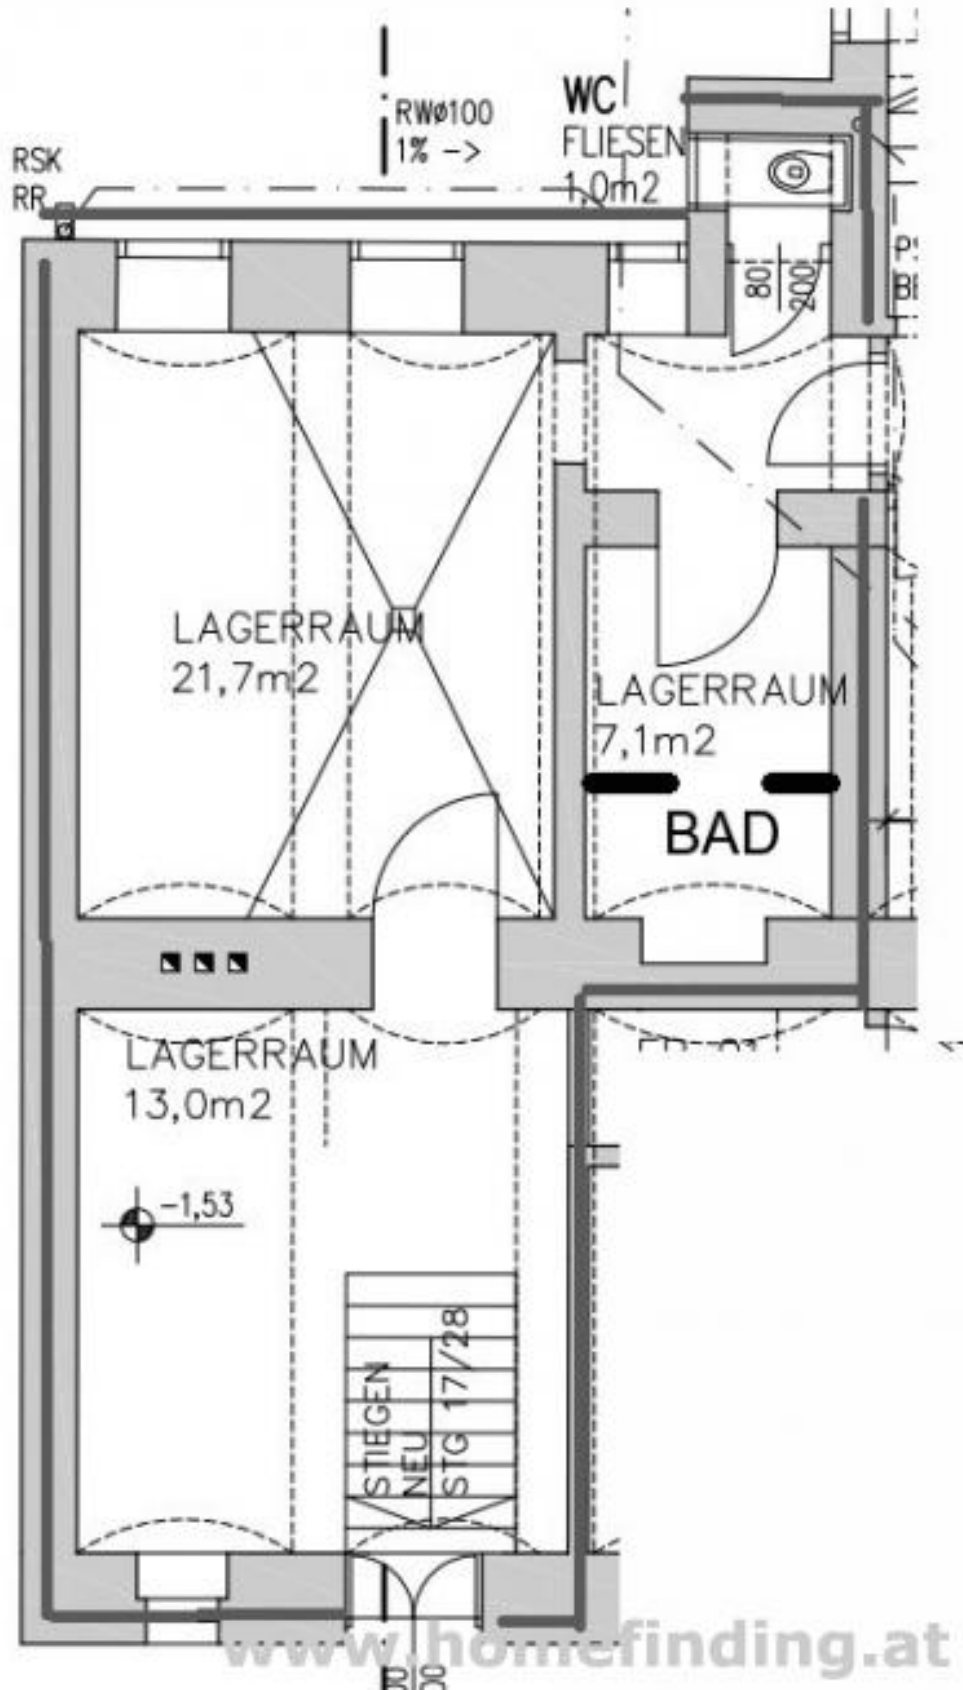 WC
RWø100
FLIESEN
1% ->
RSK
1,0m2
RR
80
200
LAGERRAUM
21,7m2
LAGERRAUM
7,1m2
BAD
LAGERRAUM
13,0m2
-1,53
STIEGEN
NEU
STG 17/28
www.homefinding.at